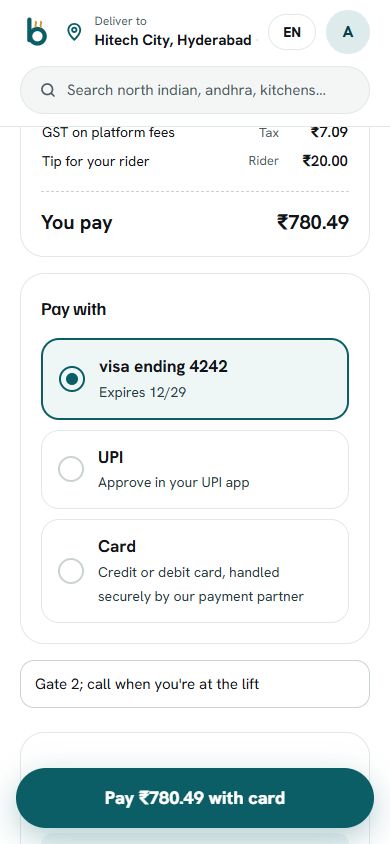 b
Deliver to
Hitech City, Hyderabad
EN
A
Search north indian, andhra, kitchens...
GST on platform fees Tax ₹7.09
Tip for your rider Rider ₹20.00
You pay ₹780.49
Pay with
visa ending 4242
Expires 12/29
UPI
Approve in your UPI app
Card
Credit or debit card, handled
securely by our payment partner
Gate 2; call when you're at the lift
Pay ₹780.49 with card